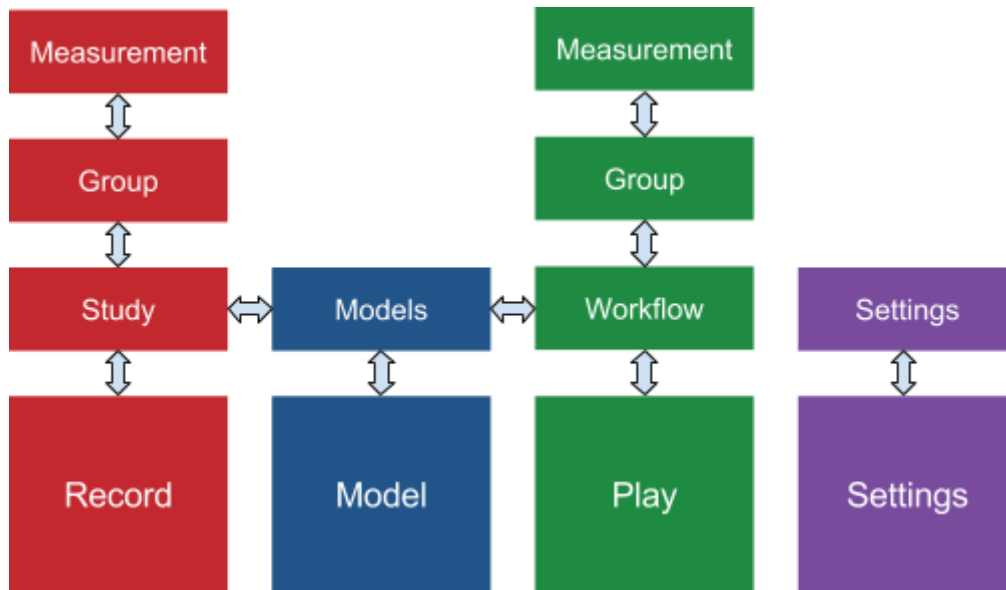 Measurement
Measurement
Group
Group
Study
Models
Workflow
Settings
Record
Model
Play
Settings